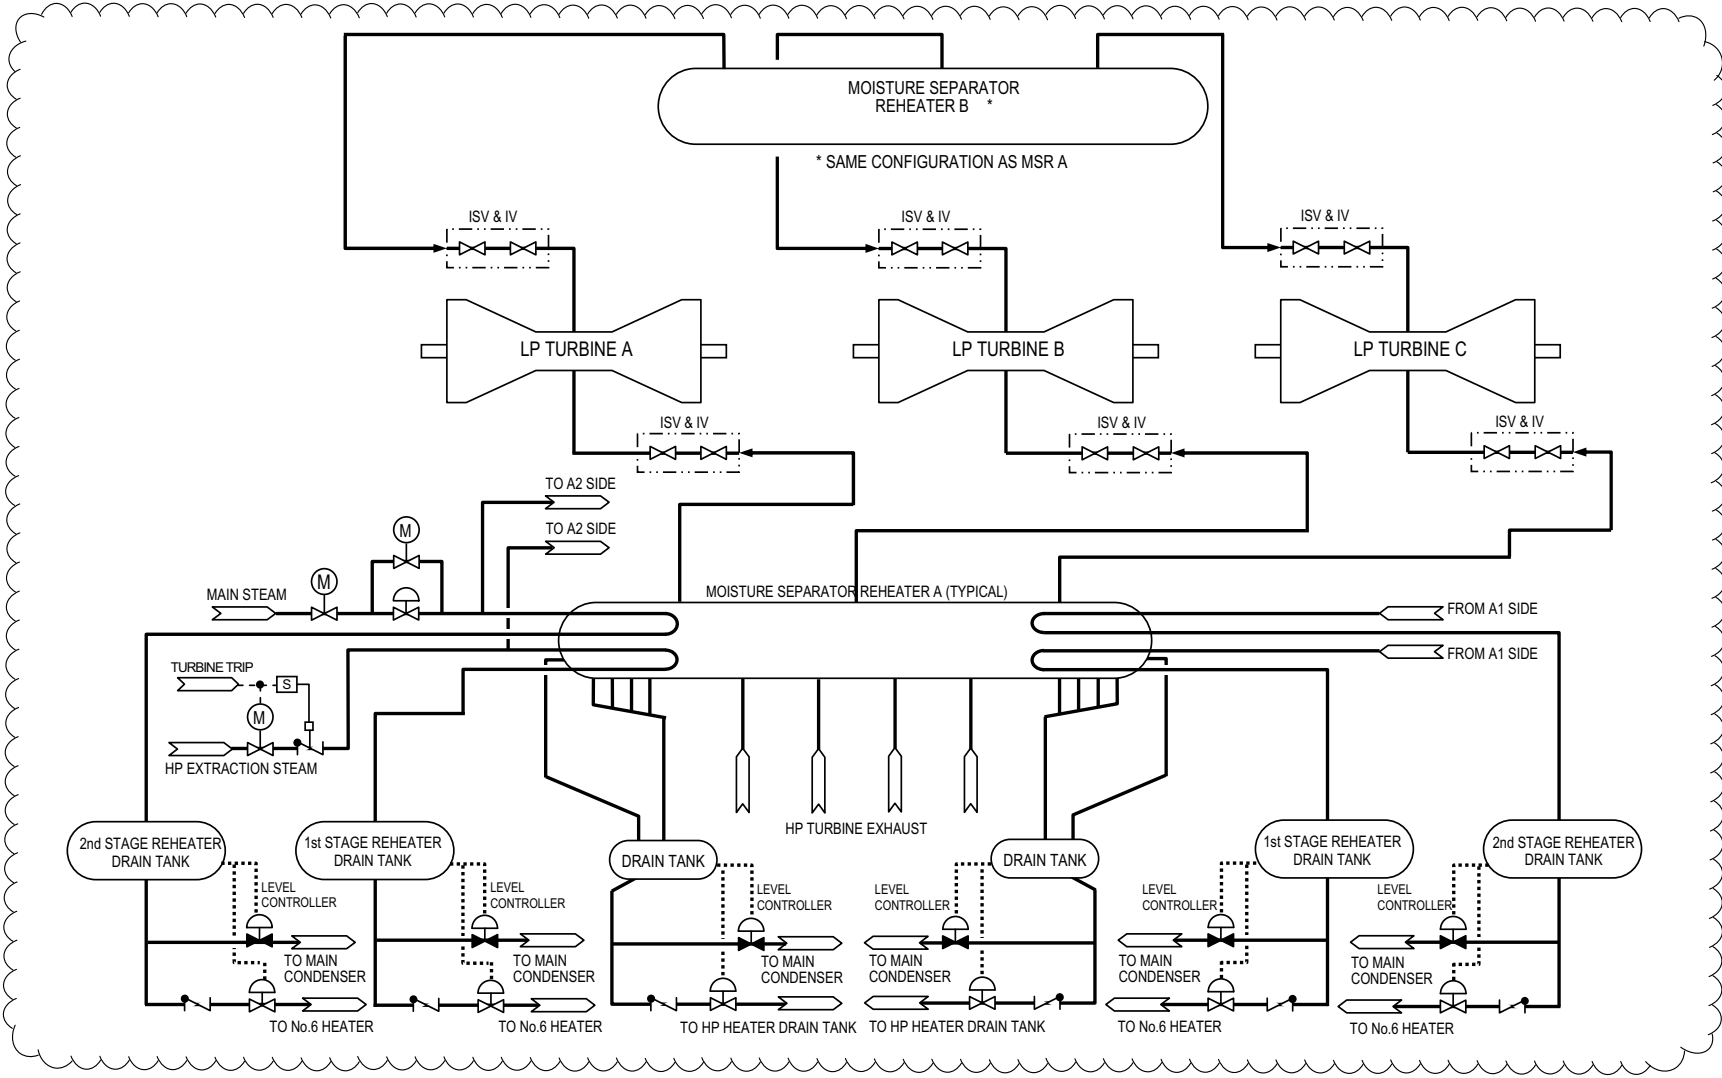 MOISTURE SEPARATOR
REHEATER B *
* SAME CONFIGURATION AS MSR A
ISV & IV
ISV & IV
ISV & IV
LP TURBINE A
LP TURBINE B
LP TURBINE C
ISV & IV
ISV & IV
ISV & IV
TO A2 SIDE
TO A2 SIDE
M
M
MAIN STEAM
MOISTURE SEPARATOR REHEATER A (TYPICAL)
FROM A1 SIDE
FROM A1 SIDE
TURBINE TRIP
S
M
HP EXTRACTION STEAM
HP TURBINE EXHAUST
2nd STAGE REHEATER
DRAIN TANK
1st STAGE REHEATER
DRAIN TANK
DRAIN TANK
DRAIN TANK
1st STAGE REHEATER
DRAIN TANK
2nd STAGE REHEATER
DRAIN TANK
LEVEL
CONTROLLER
LEVEL
CONTROLLER
LEVEL
CONTROLLER
LEVEL
CONTROLLER
LEVEL
CONTROLLER
LEVEL
CONTROLLER
TO MAIN
CONDENSER
TO MAIN
CONDENSER
TO MAIN
CONDENSER
TO MAIN
CONDENSER
TO MAIN
CONDENSER
TO MAIN
CONDENSER
TO No.6 HEATER
TO No.6 HEATER
TO HP HEATER DRAIN TANK
TO HP HEATER DRAIN TANK
TO No.6 HEATER
TO No.6 HEATER